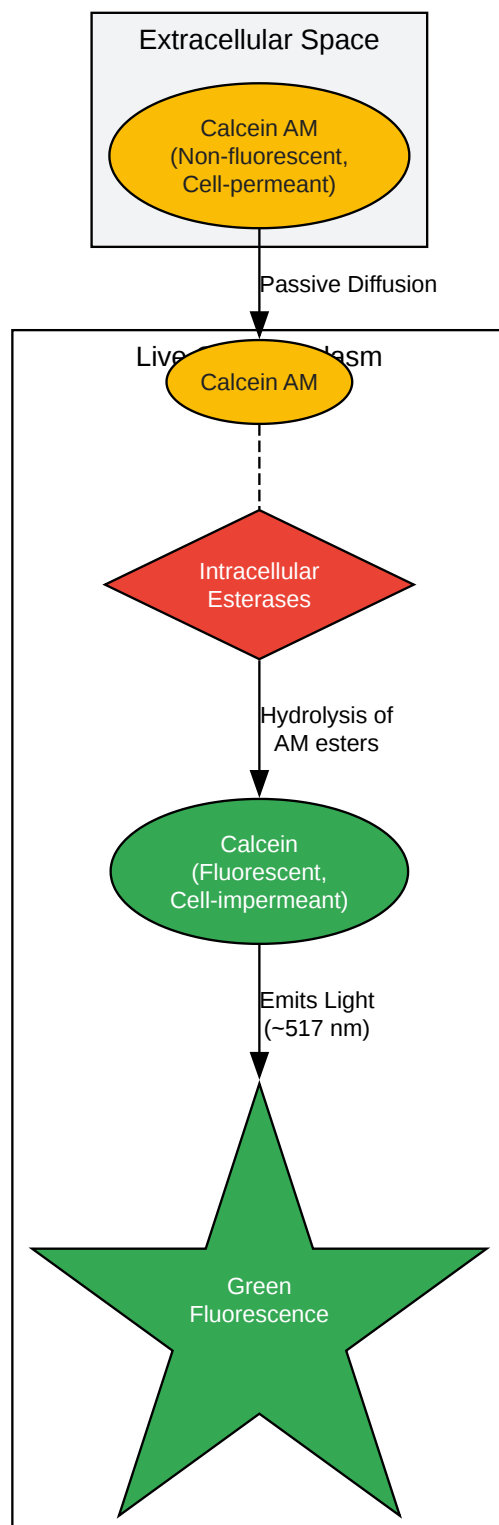 Extracellular Space
Calcein AM
(Non-fluorescent,
Cell-permeant)
Passive Diffusion
Live
Calcein AM
Intracellular
Esterases
Hydrolysis of
AM esters
Calcein
(Fluorescent,
Cell-impermeant)
Emits Light
(~517 nm)
Green
Fluorescence